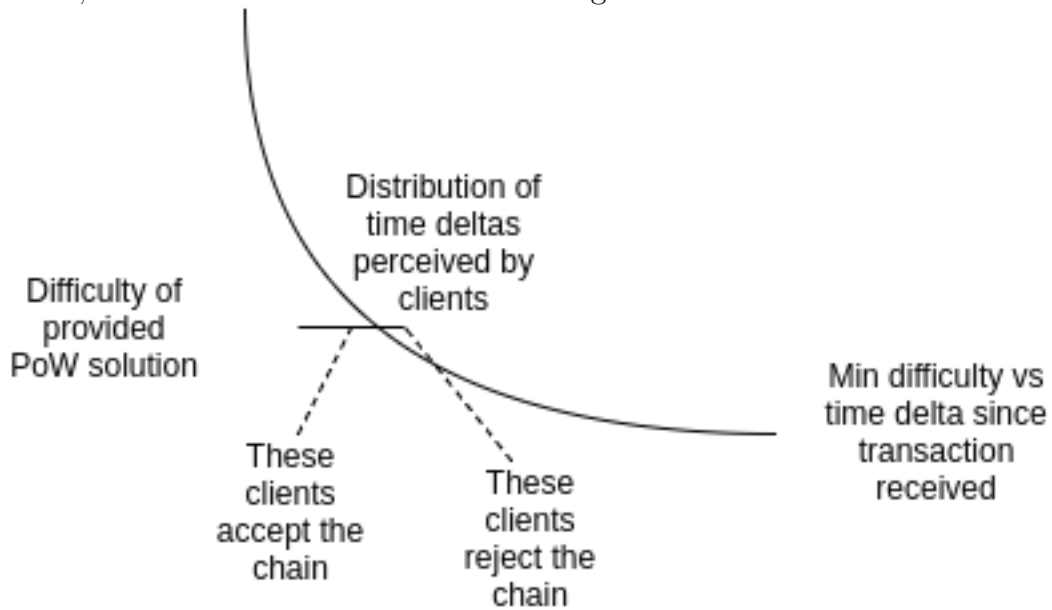 Distribution of
time deltas
perceived by
clients
Difficulty of
provided
PoW solution
Min difficulty vs
time delta since
transaction
received
These
clients
accept the
chain
These
clients
reject the
chain